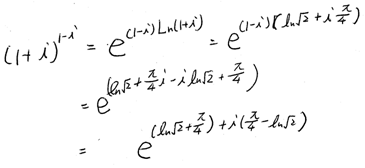 (1+i)^{1-i} = e^{(1-i)Ln(1+i)} = e^{(1-i)(ln√2 + i π/4)}
= e^{(ln√2 + π/4 i - i ln√2 + π/4)}
= e^{(ln√2 + π/4) + i(π/4 - ln√2)}